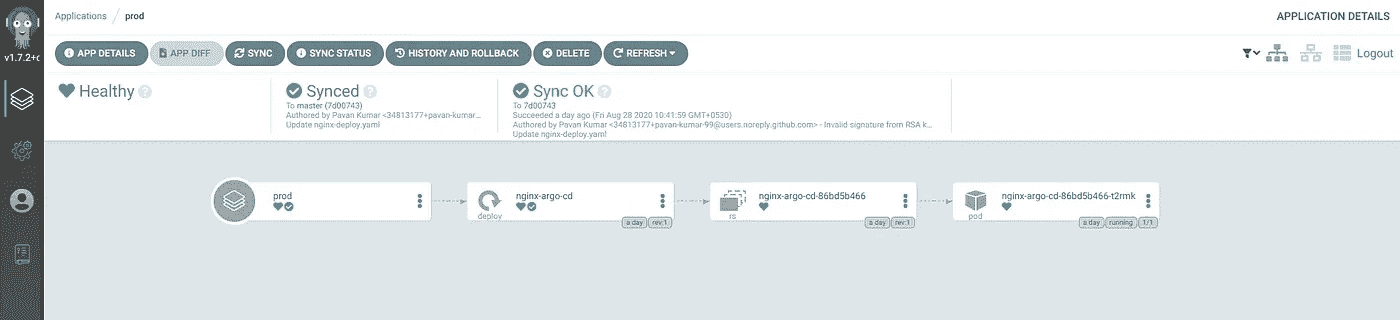 Applications / prod
APPLICATION DETAILS
v1.7.2+c
APP DETAILS
APP DIFF
SYNC
SYNC STATUS
HISTORY AND ROLLBACK
DELETE
REFRESH
Logout
Healthy ?
Synced ?
To master (7d00743)
Authored by Pavan Kumar <34813177+pavan-kumar...
Update nginx-deploy.yaml
Sync OK ?
To 7d00743
Succeeded a day ago (Fri Aug 28 2020 10:41:59 GMT+0530)
Authored by Pavan Kumar <34813177+pavan-kumar-99@users.noreply.github.com> - Invalid signature from RSA k...
Update nginx-deploy.yaml
prod
nginx-argo-cd
deploy
a day rev:1
nginx-argo-cd-86bd5b466
rs
a day rev:1
nginx-argo-cd-86bd5b466-t2rmk
pod
a day running 1/1